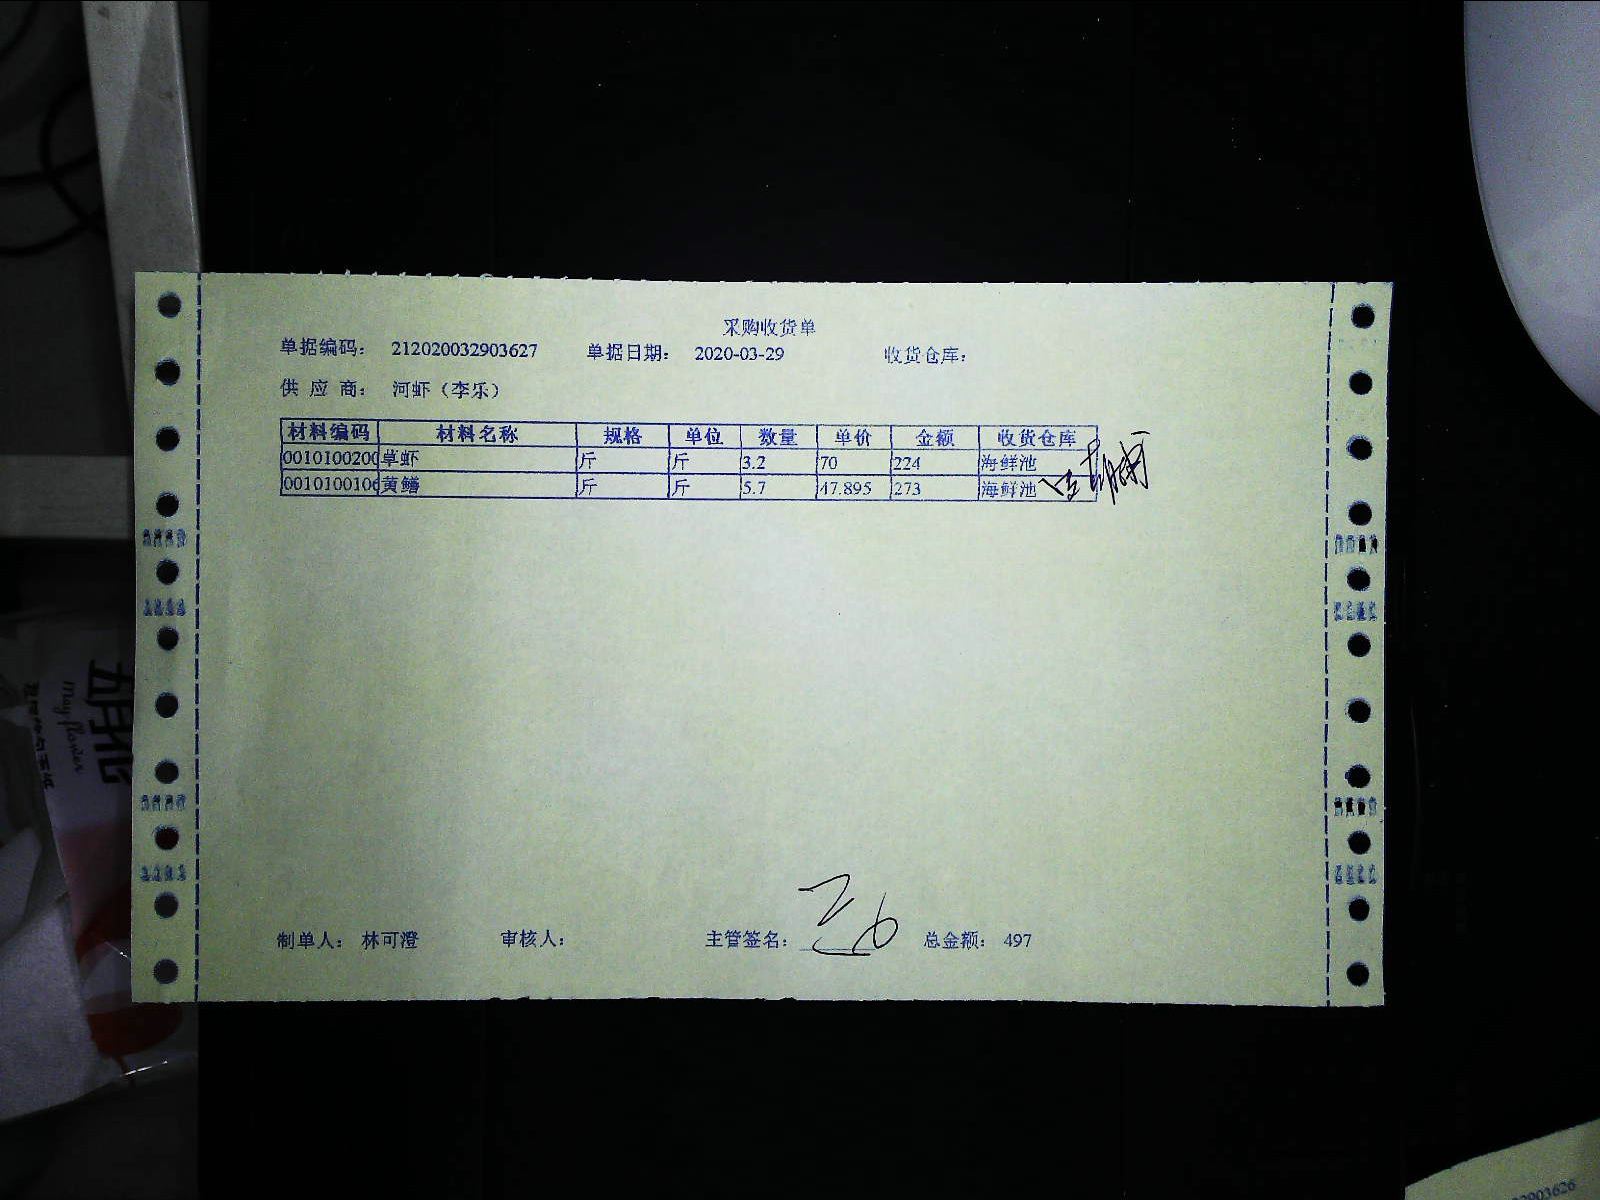 采购收货单
单据编码： 212020032903627 单据日期： 2020-03-29 收货仓库：
供 应 商： 河虾（李乐）
材料编码 材料名称 规格 单位 数量 单价 金额 收货仓库
0010100200 草虾 斤 斤 3.2 70 224 海鲜池
0010100106 黄鳝 斤 斤 5.7 47.895 273 海鲜池
制单人： 林可澄 审核人： 主管签名： 总金额： 497
May flower